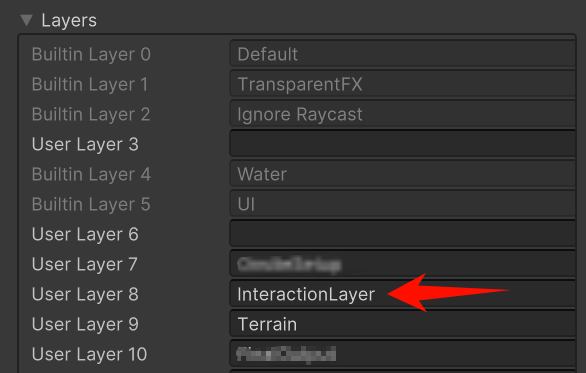 Layers
Builtin Layer 0 Default
Builtin Layer 1 TransparentFX
Builtin Layer 2 Ignore Raycast
User Layer 3
Builtin Layer 4 Water
Builtin Layer 5 UI
User Layer 6
User Layer 7
User Layer 8 InteractionLayer
User Layer 9 Terrain
User Layer 10